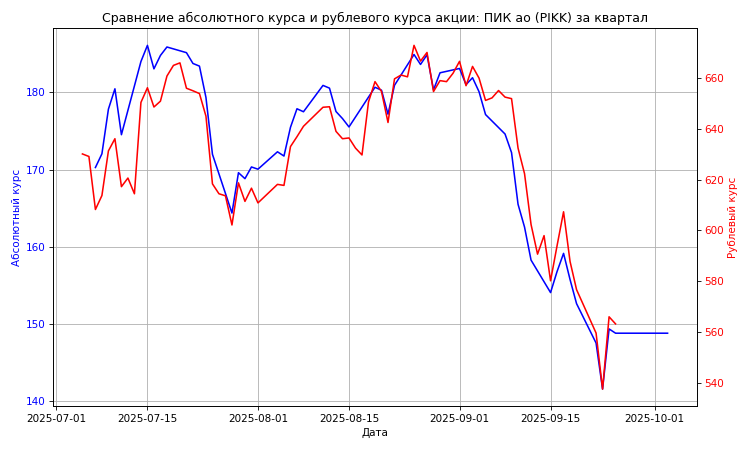 Сравнение абсолютного курса и рублевого курса акции: ПИК ао (PIKK) за квартал
Абсолютный курс
180
170
160
150
140
660
640
620
600
580
560
540
Рублевый курс
2025-07-01 2025-07-15 2025-08-01 2025-08-15 2025-09-01 2025-09-15 2025-10-01
Дата